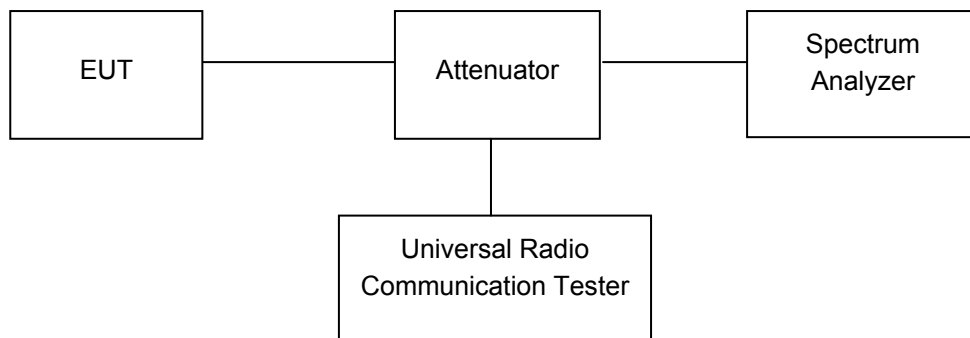 EUT
Attenuator
Spectrum
Analyzer
Universal Radio
Communication Tester